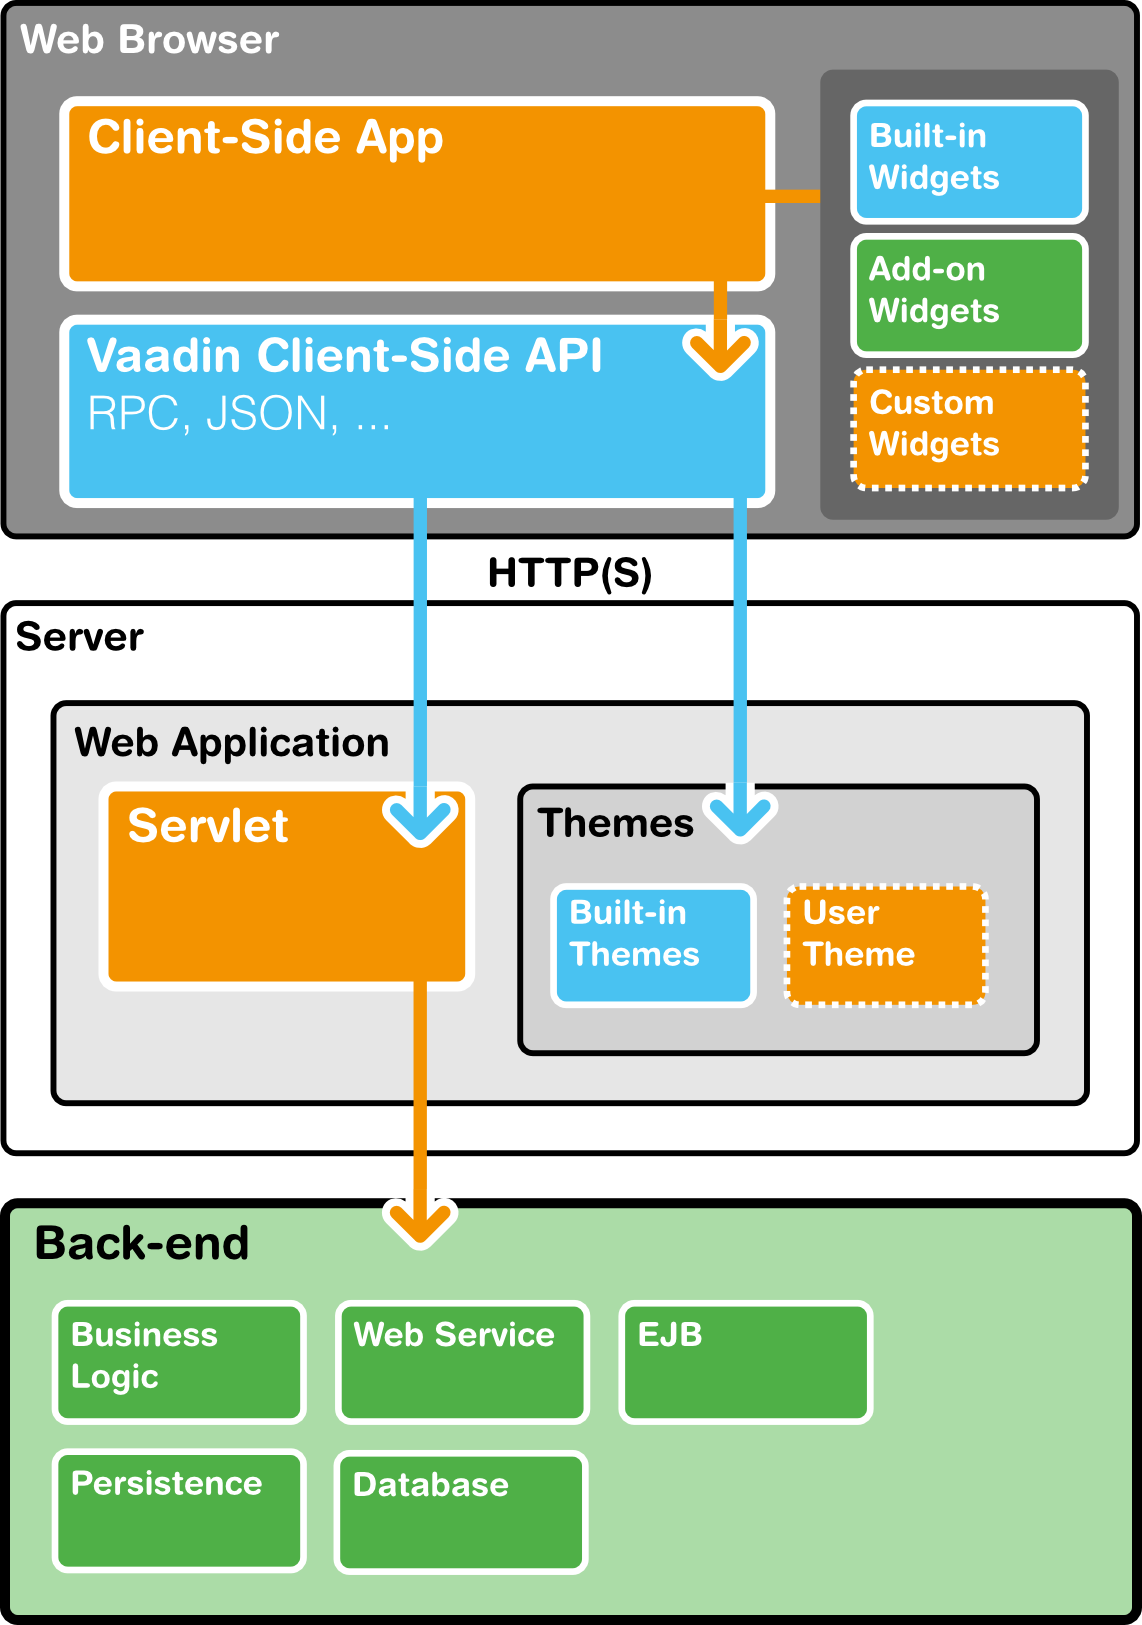 Web Browser
Client-Side App
Built-in
Widgets
Add-on
Widgets
Custom
Widgets
Vaadin Client-Side API
RPC, JSON, ...
HTTP(S)
Server
Web Application
Servlet
Themes
Built-in
Themes
User
Theme
Back-end
Business
Logic
Web Service
EJB
Persistence
Database